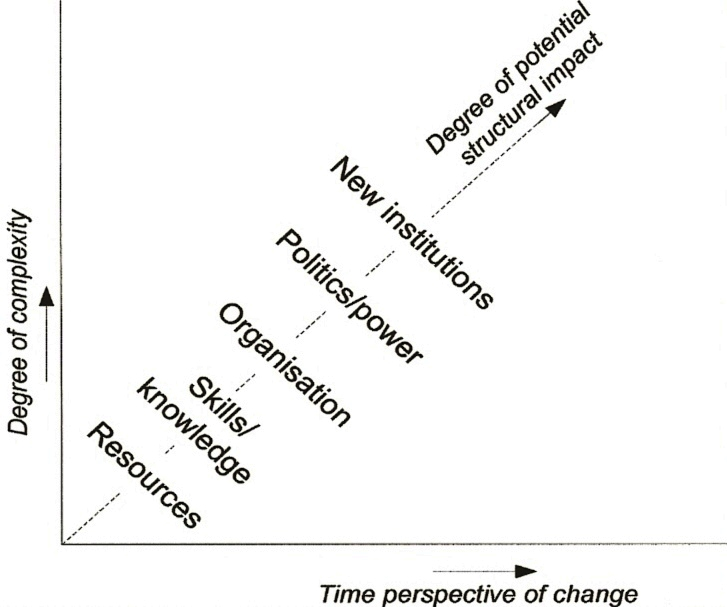 Degree of potential
structural impact
New institutions
Politics/power
Organisation
Skills/
knowledge
Resources
Degree of complexity
Time perspective of change